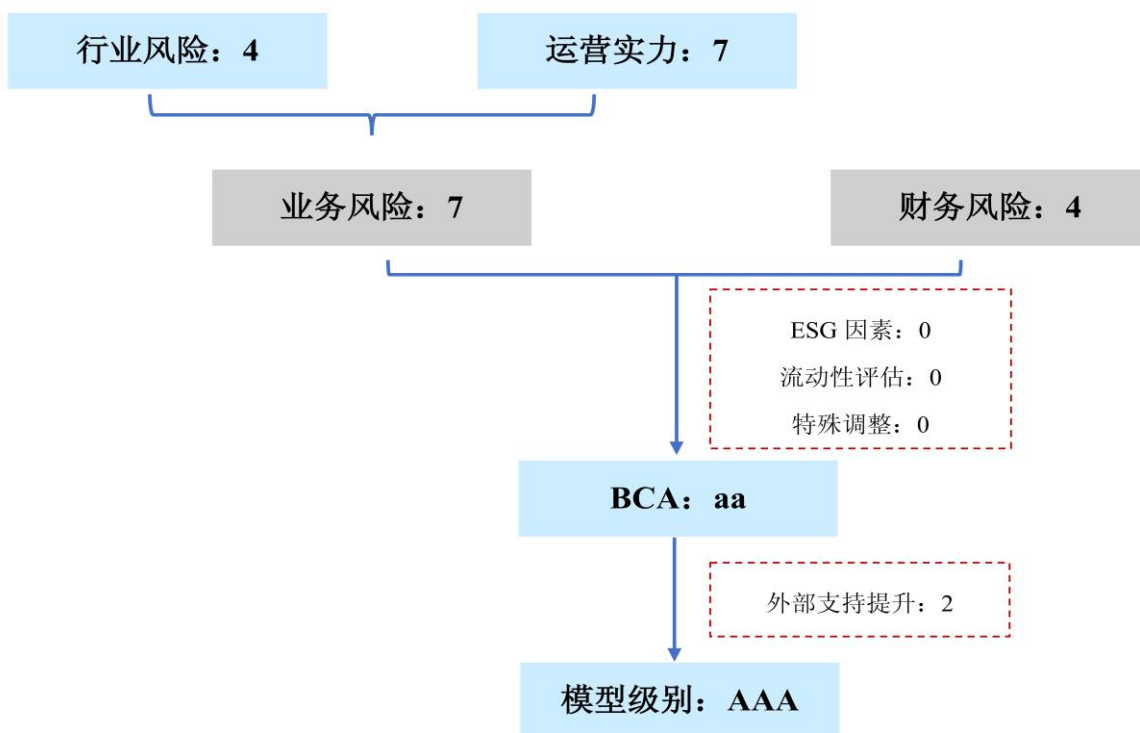 行业风险：4
运营实力：7
业务风险：7
财务风险：4
ESG 因素：0
流动性评估：0
特殊调整：0
BCA：aa
外部支持提升：2
模型级别：AAA